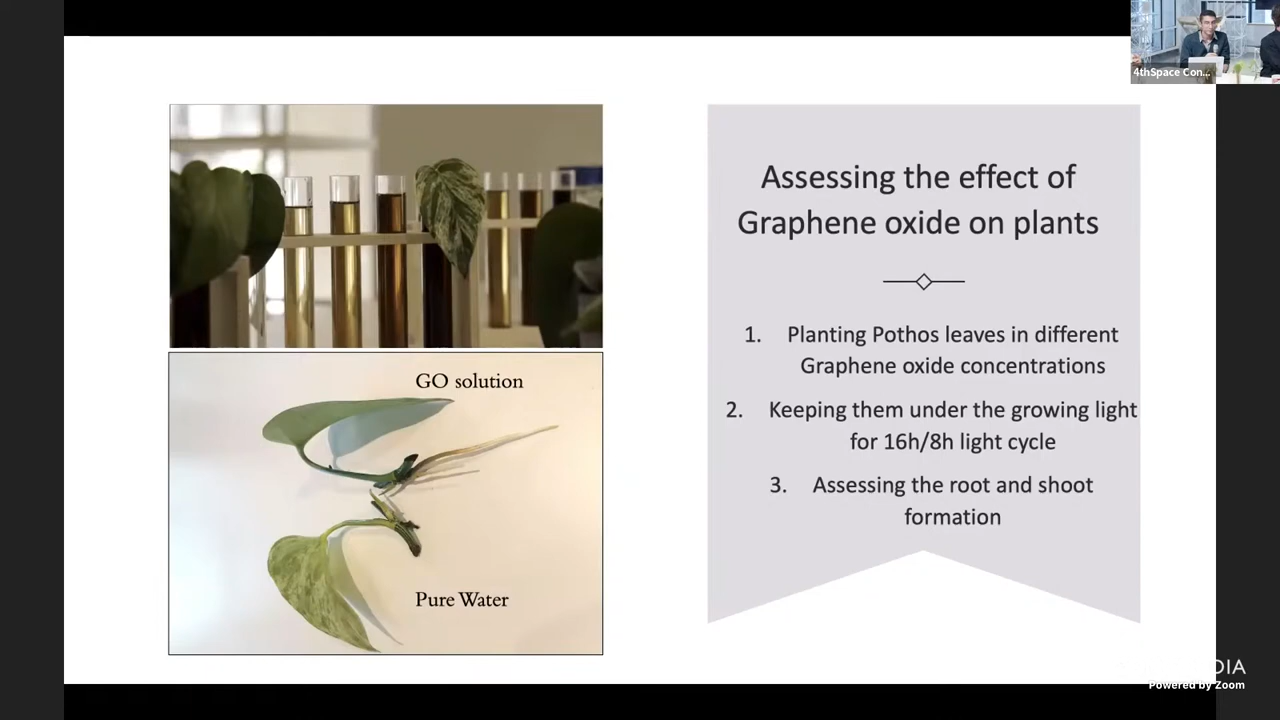 4thSpace Con...
Assessing the effect of
Graphene oxide on plants
1. Planting Pothos leaves in different
Graphene oxide concentrations
2. Keeping them under the growing light
for 16h/8h light cycle
3. Assessing the root and shoot
formation
GO solution
Pure Water
Powered by Zoom